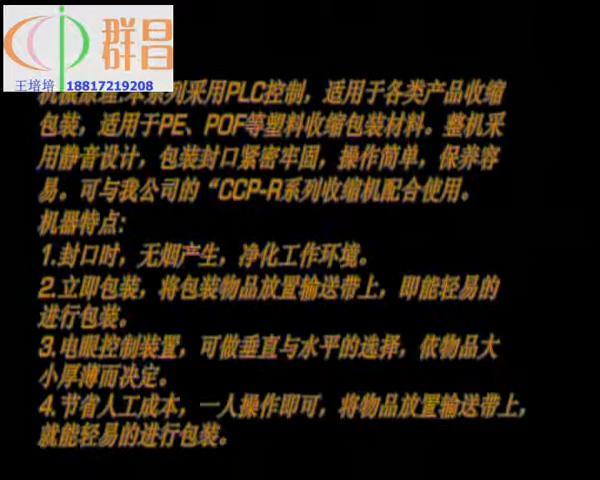 群昌
王培培 18817219208
机械原理:本系列采用PLC控制，适用于各类产品收缩
包装，适用于PE、POF等塑料收缩包装材料。整机采
用静音设计，包装封口紧密牢固，操作简单，保养容
易。可与我公司的“CCP-R系列收缩机配合使用。
机器特点:
1.封口时，无烟产生，净化工作环境。
2.立即包装，将包装物品放置输送带上，即能轻易的
进行包装。
3.电眼控制装置，可做垂直与水平的选择，依物品大
小厚薄而决定。
4.节省人工成本，一人操作即可，将物品放置输送带上，
就能轻易的进行包装。